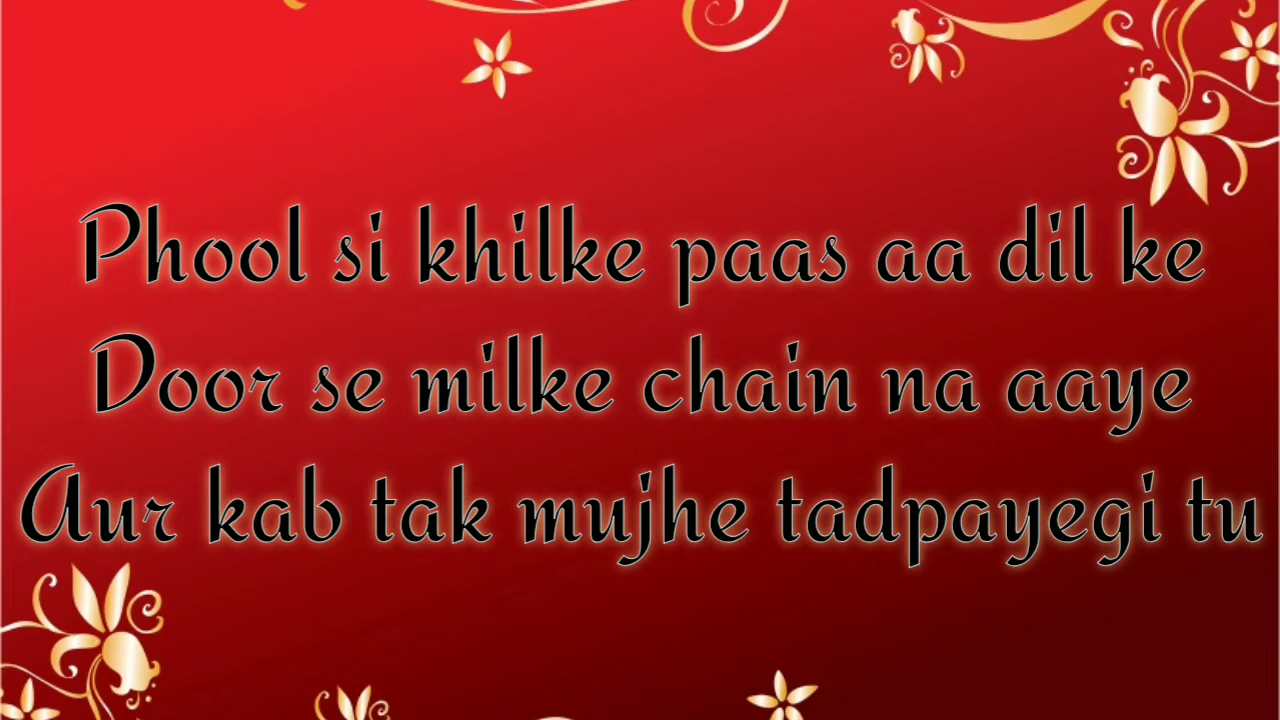 Phool si khilke paas aa dil ke
Door se milke chain na aaye
Aur kab tak mujhe tadpayegi tu